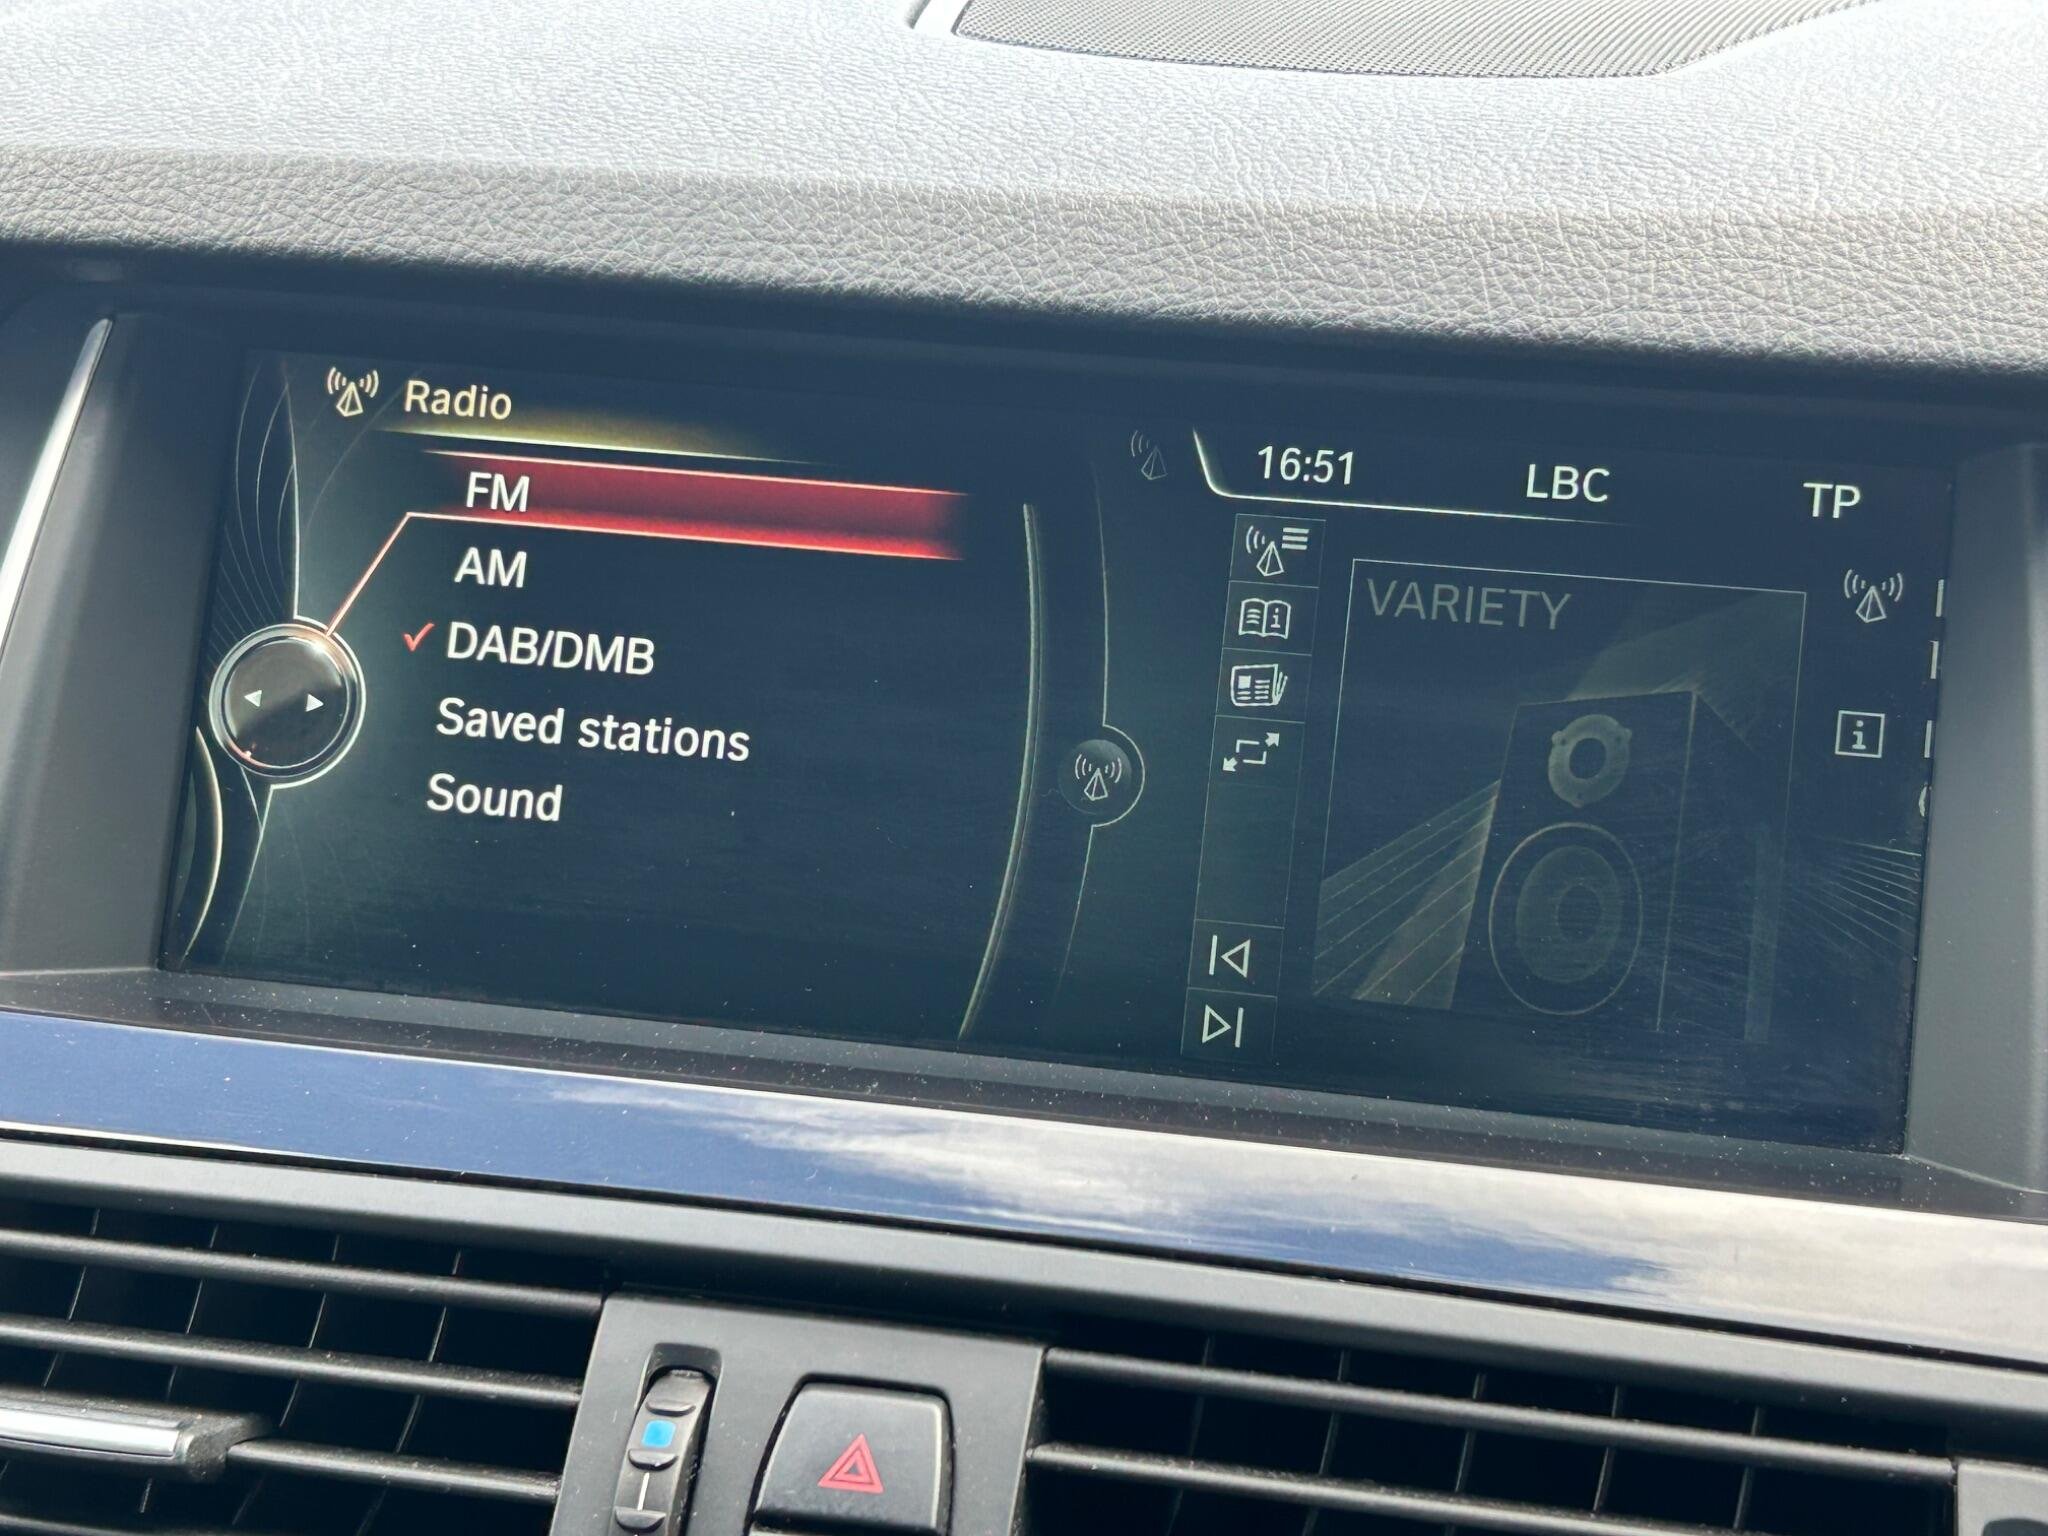 Radio
FM
AM
DAB/DMB
Saved stations
Sound
16:51 LBC TP
VARIETY